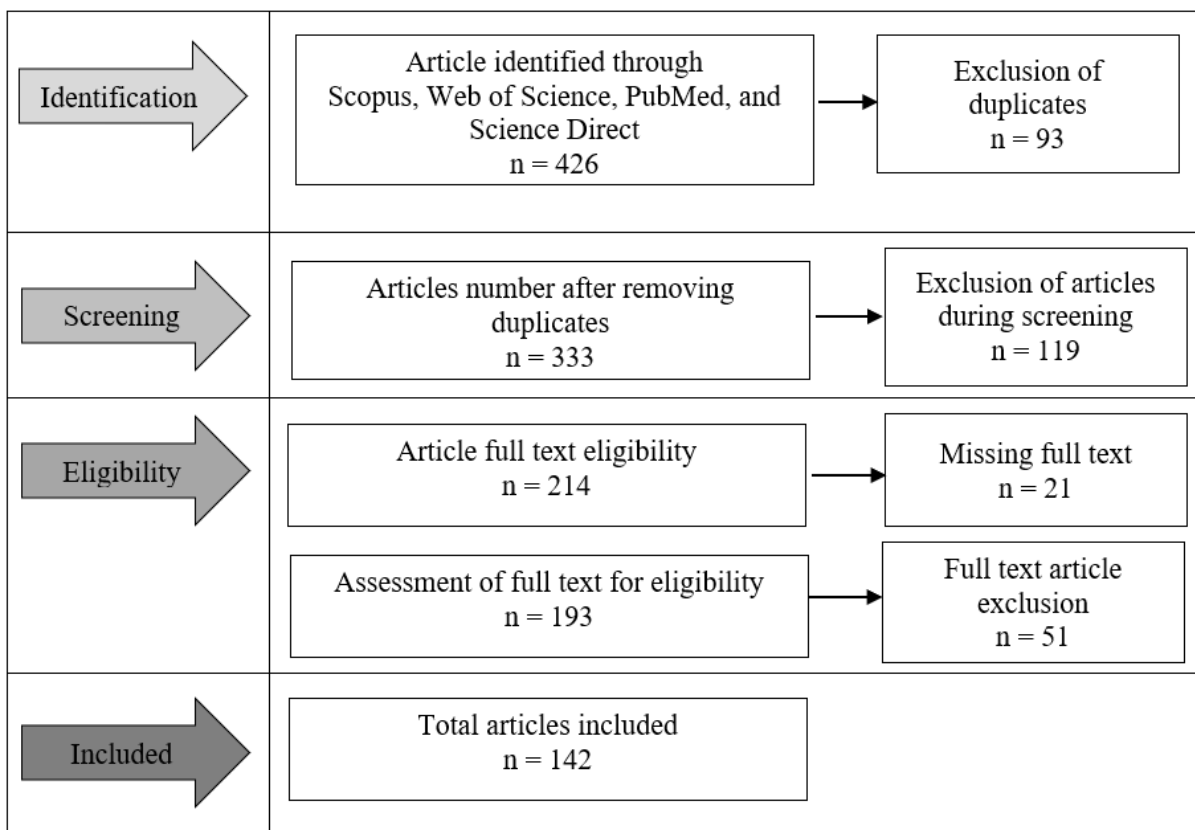 Identification
Article identified through
Scopus, Web of Science, PubMed, and
Science Direct
n = 426
Exclusion of
duplicates
n = 93
Screening
Articles number after removing
duplicates
n = 333
Exclusion of articles
during screening
n = 119
Eligibility
Article full text eligibility
n = 214
Missing full text
n = 21
Assessment of full text for eligibility
n = 193
Full text article
exclusion
n = 51
Included
Total articles included
n = 142